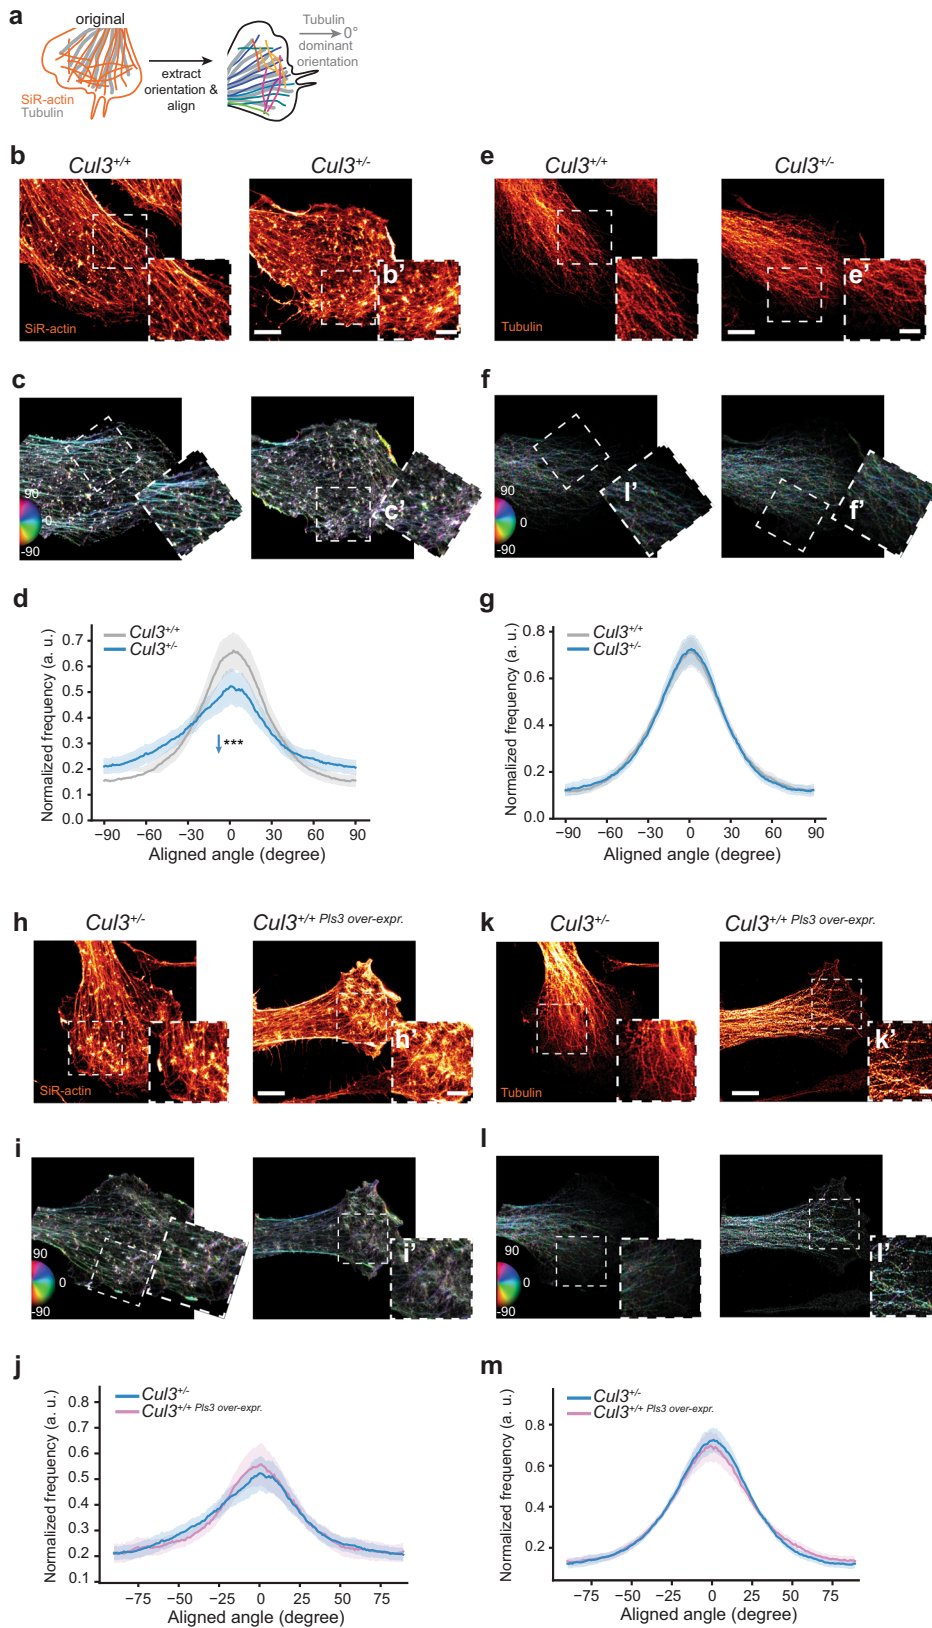 a
original
SiR-actin
Tubulin
extract
orientation &
align
Tubulin
0°
dominant
orientation
b
Cul3+/+
Cul3+/-
SiR-actin
b’
e
Cul3+/+
Cul3+/-
Tubulin
e’
c
90
0
-90
c’
f
90
0
-90
I’
f’
d
Normalized frequency (a. u.)
Cul3+/+
Cul3+/-
0.7
0.6
0.5
0.4
0.3
0.2
0.1
0.0
***
−90 −60 −30 0 30 60 90
Aligned angle (degree)
g
Normalized frequency (a. u.)
Cul3+/+
Cul3+/-
0.8
0.6
0.4
0.2
0.0
−90 −60 −30 0 30 60 90
Aligned angle (degree)
h
Cul3+/-
Cul3+/+ Pls3 over-expr.
SiR-actin
h’
k
Cul3+/-
Cul3+/+ Pls3 over-expr.
Tubulin
k’
i
90
0
-90
i’
l
90
0
-90
l’
j
Normalized frequency (a. u.)
Cul3+/-
Cul3+/+ Pls3 over-expr.
0.8
0.7
0.6
0.5
0.4
0.3
0.2
0.1
−75 −50 −25 0 25 50 75
Aligned angle (degree)
m
Normalized frequency (a. u.)
Cul3+/-
Cul3+/+ Pls3 over-expr.
0.8
0.6
0.4
0.2
−75 −50 −25 0 25 50 75
Aligned angle (degree)